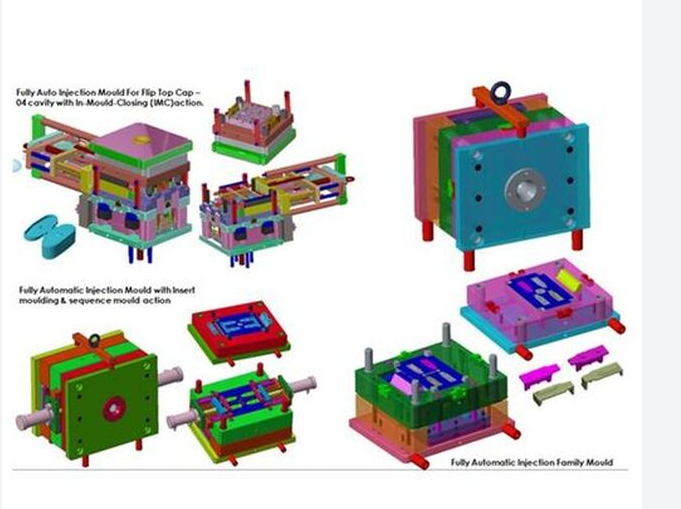 Fully Auto Injection Mould For Flip Top Cap –
04 cavity with In-Mould-Closing (IMC)action.
Fully Automatic Injection Mould with Insert
moulding & sequence mould action
Fully Automatic Injection Family Mould